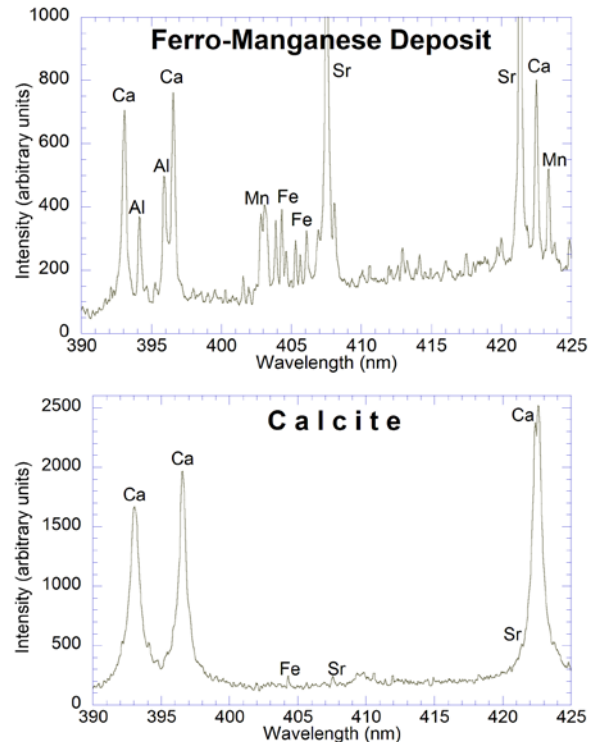 Ferro-Manganese Deposit
1000
800
600
400
200
0
Intensity (arbitrary units)
Ca
Al
Al
Ca
Mn
Fe
Fe
Sr
Sr
Ca
Mn
390 395 400 405 410 415 420 425
Wavelength (nm)
Calcite
2500
2000
1500
1000
500
0
Intensity (arbitrary units)
Ca
Ca
Fe
Sr
Sr
Ca
390 395 400 405 410 415 420 425
Wavelength (nm)